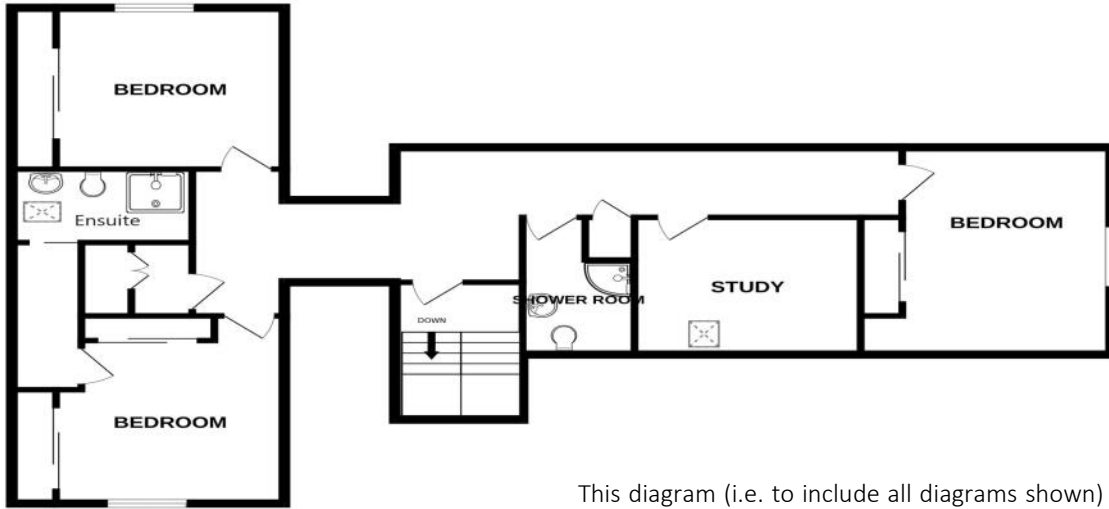 BEDROOM
Ensuite
BEDROOM
STUDY
SHOWER ROOM
DOWN
BEDROOM
This diagram (i.e. to include all diagrams shown)